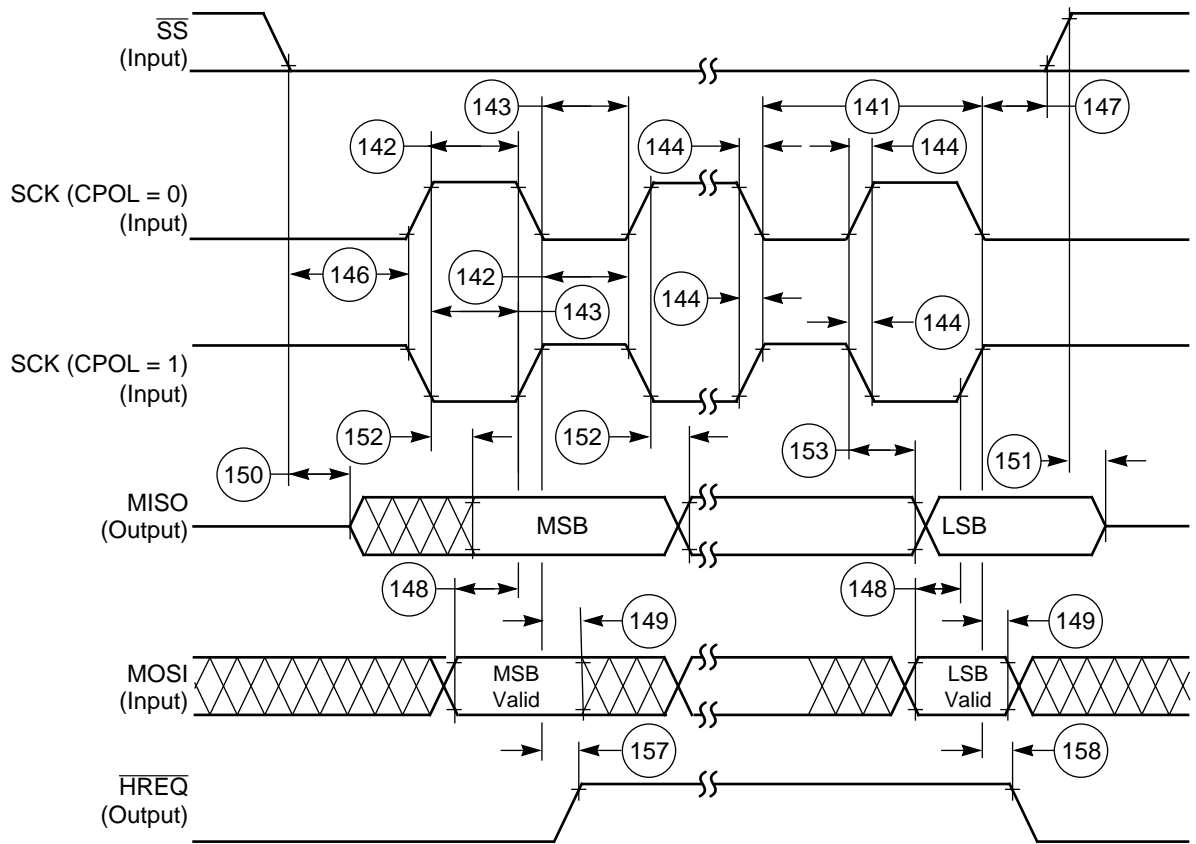 SS
(Input)
143
141
147
142
144
144
SCK (CPOL = 0)
(Input)
146
142
144
143
144
SCK (CPOL = 1)
(Input)
152
152
153
150
151
MISO
(Output)
MSB
LSB
148
148
149
149
MOSI
(Input)
MSB
Valid
LSB
Valid
157
158
HREQ
(Output)